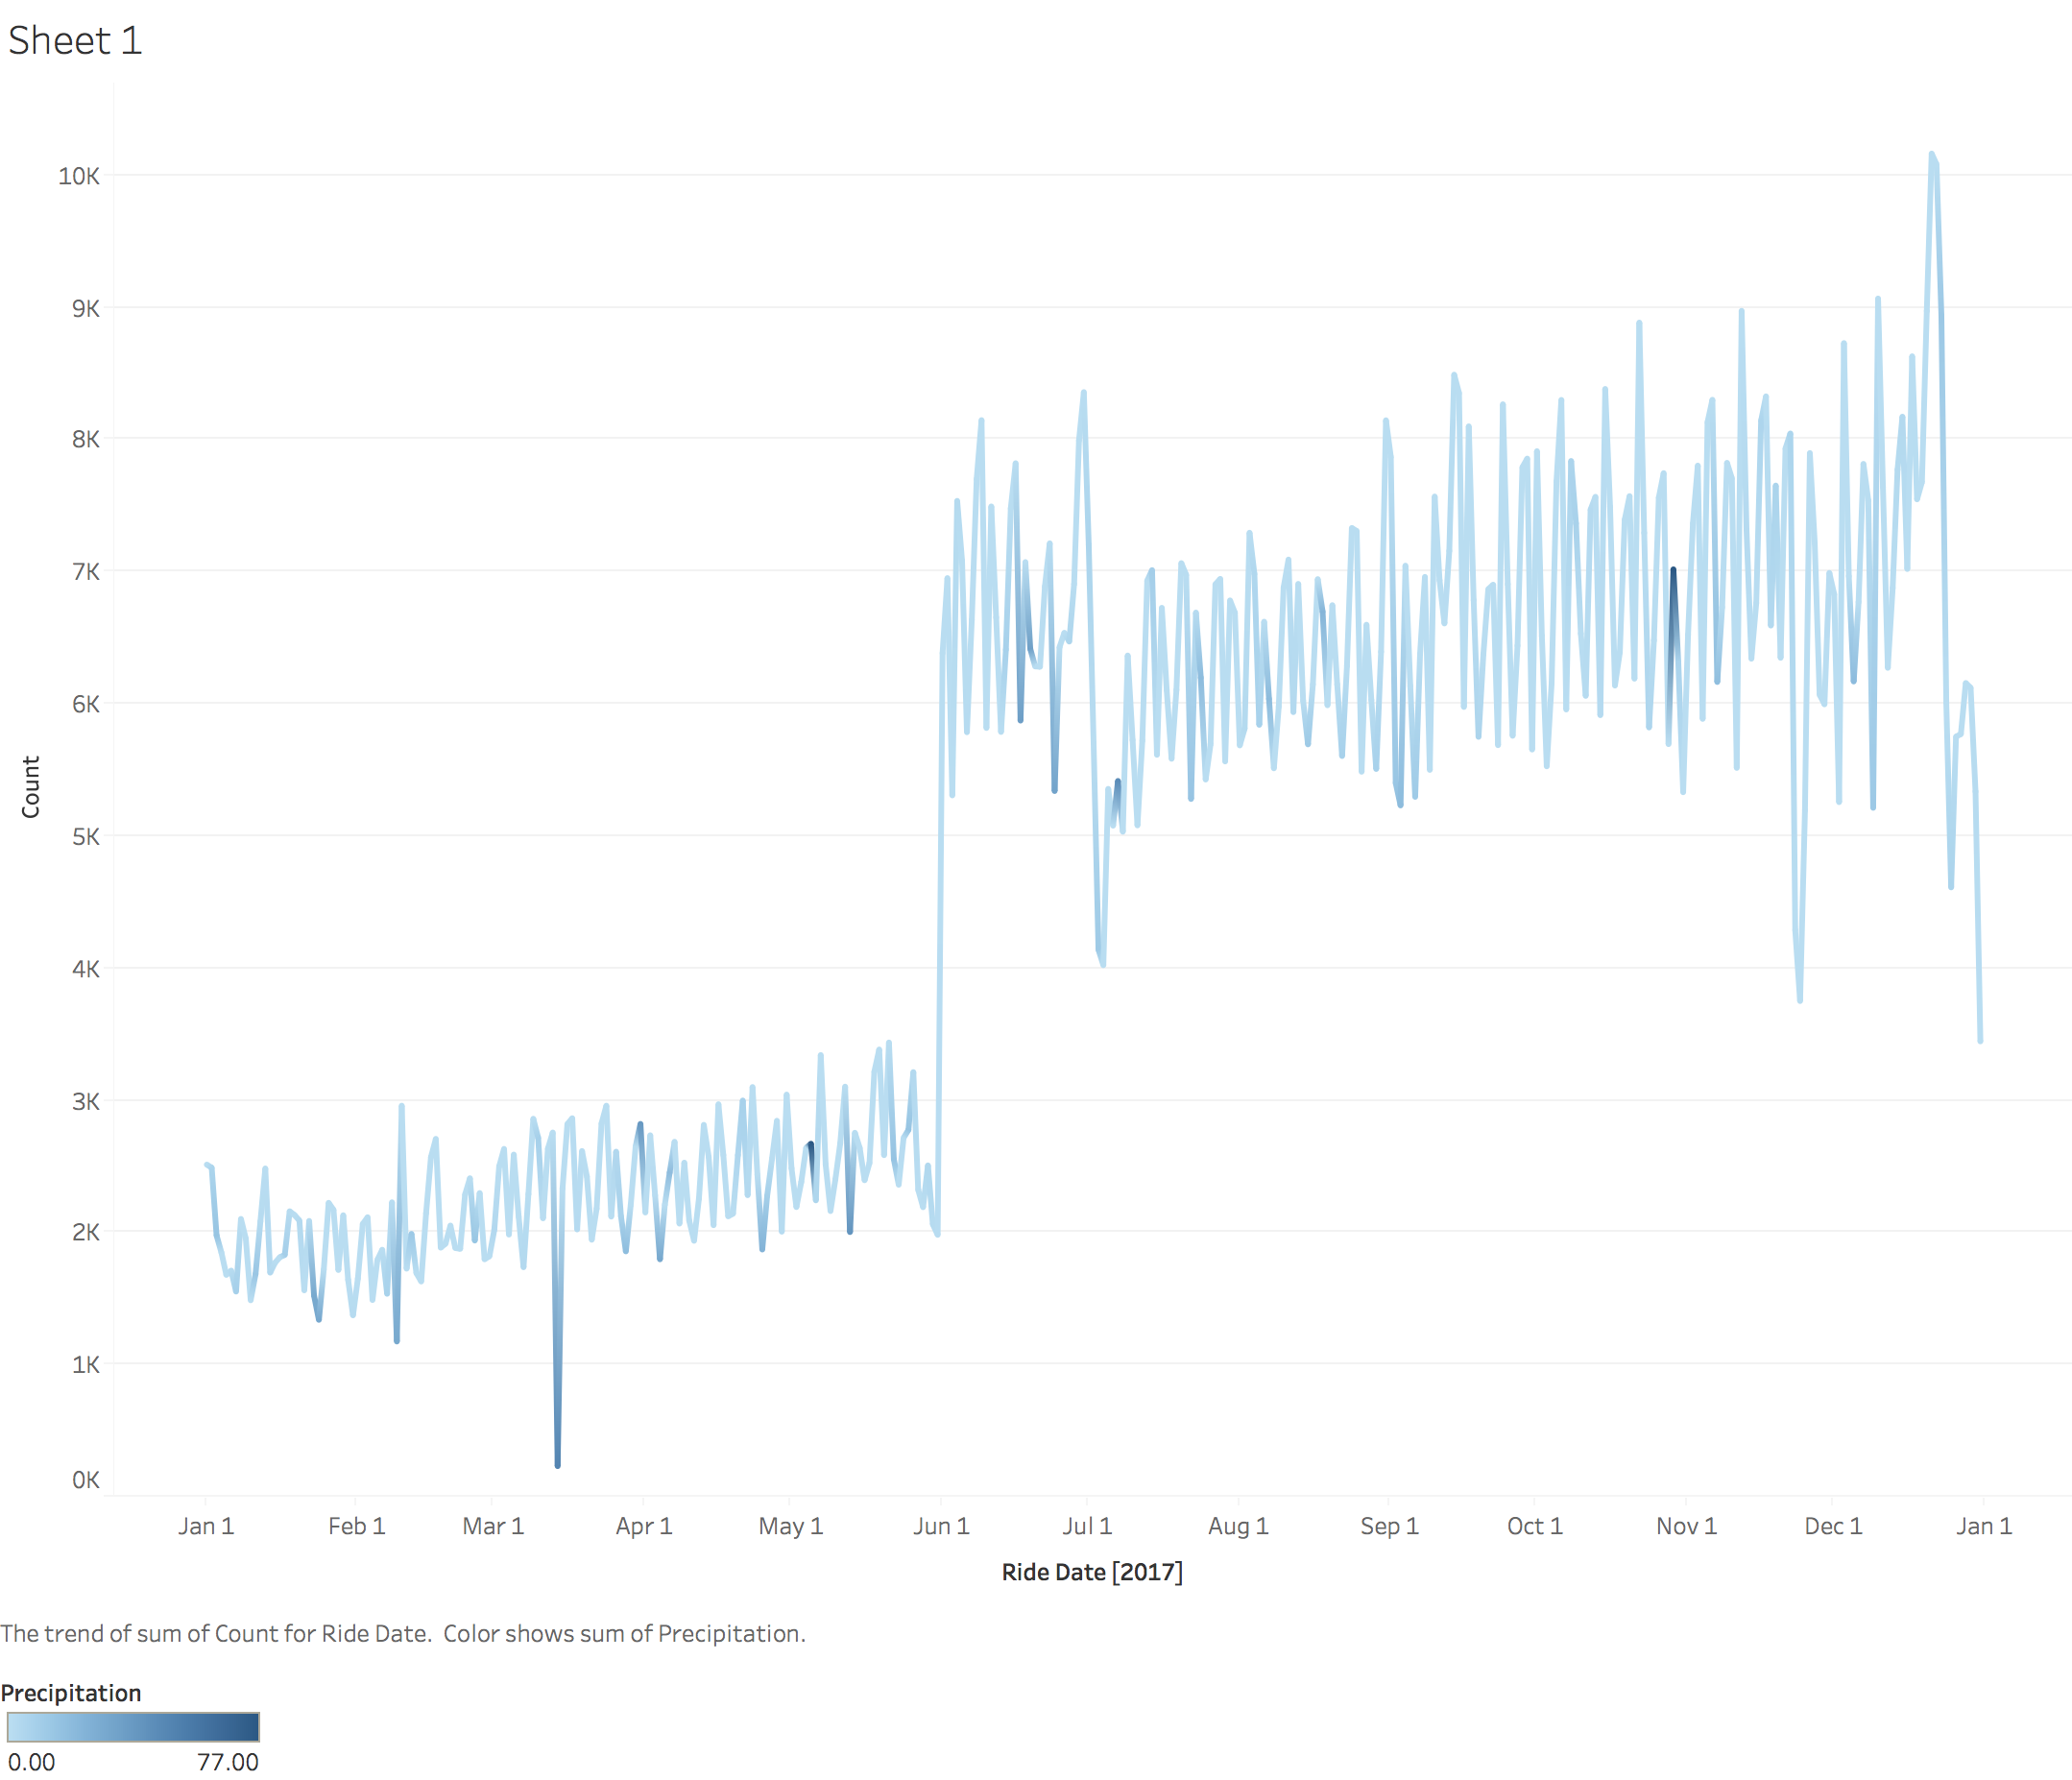 Sheet 1
10K
9K
8K
7K
6K
5K
4K
3K
2K
1K
0K
Count
Jan 1 Feb 1 Mar 1 Apr 1 May 1 Jun 1 Jul 1 Aug 1 Sep 1 Oct 1 Nov 1 Dec 1 Jan 1
Ride Date [2017]
The trend of sum of Count for Ride Date. Color shows sum of Precipitation.
Precipitation
0.00 77.00